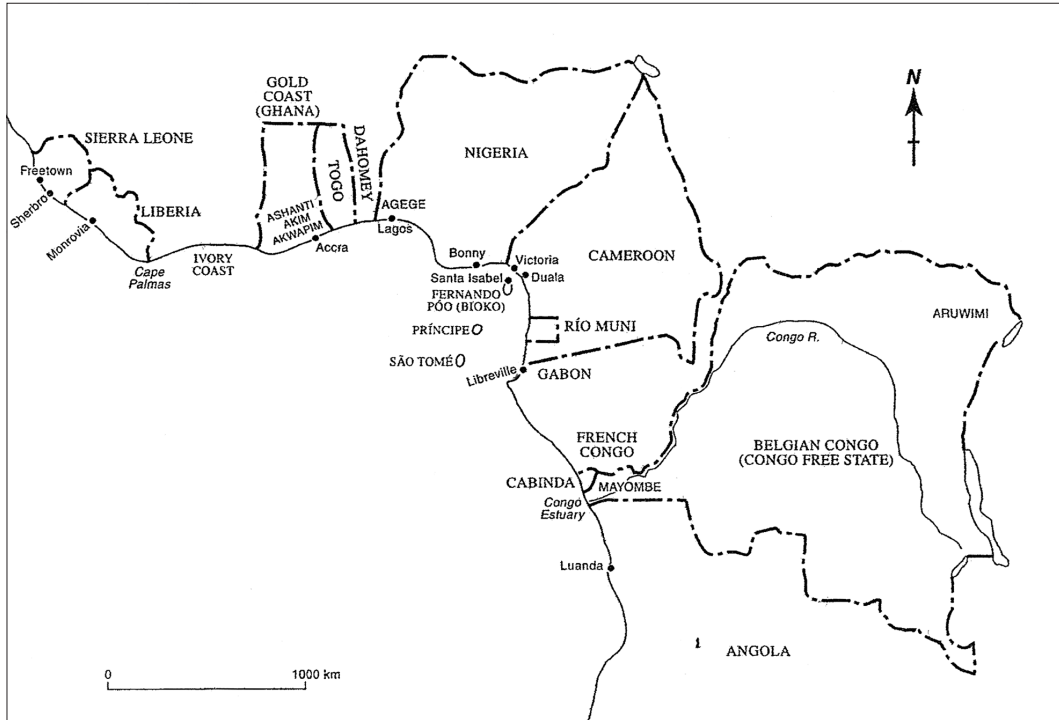 N
GOLD
COAST
(GHANA)
SIERRA LEONE
Freetown
Sherbro
Monrovia
LIBERIA
Cape
Palmas
IVORY
COAST
ASHANTI
AKIM
AKWAPIM
Accra
TOGO
DAHOMEY
AGEGE
Lagos
NIGERIA
Bonny
Santa Isabel
Victoria
Duala
FERNANDO
PÓO (BIOKO)
CAMEROON
PRÍNCIPE
RÍO MUNI
SÃO TOMÉ
Libreville
GABON
ARUWIMI
Congo R.
FRENCH
CONGO
BELGIAN CONGO
(CONGO FREE STATE)
CABINDA
MAYOMBE
Congo
Estuary
Luanda
ANGOLA
0 1000 km